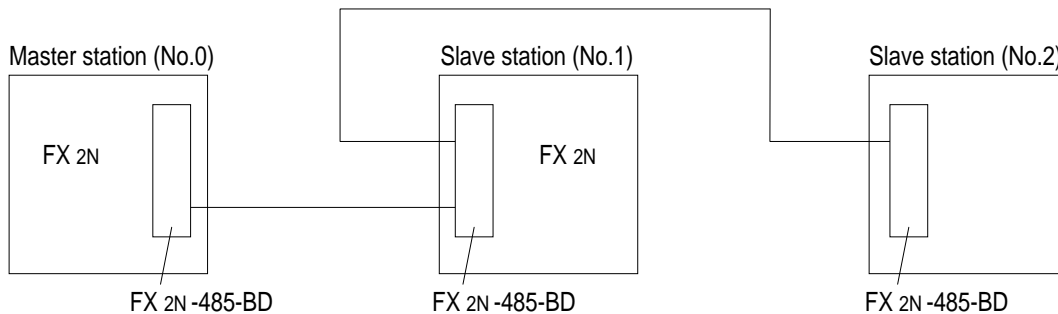 Master station (No.0)
Slave station (No.1)
Slave station (No.2)
FX 2N
FX 2N
FX 2N -485-BD
FX 2N -485-BD
FX 2N -485-BD